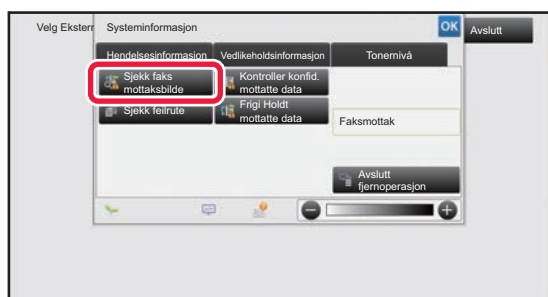 Velg Ekstern
Systeminformasjon
OK
Avslutt
Hendelsesinformasjon
Vedlikeholdsinformasjon
Tonernivå
Sjekk faks
mottaksbilde
Kontroller konfid.
mottatte data
Sjekk feilrute
Frigi Holdt
mottatte data
Faksmottak
Avslutt
fjernoperasjon